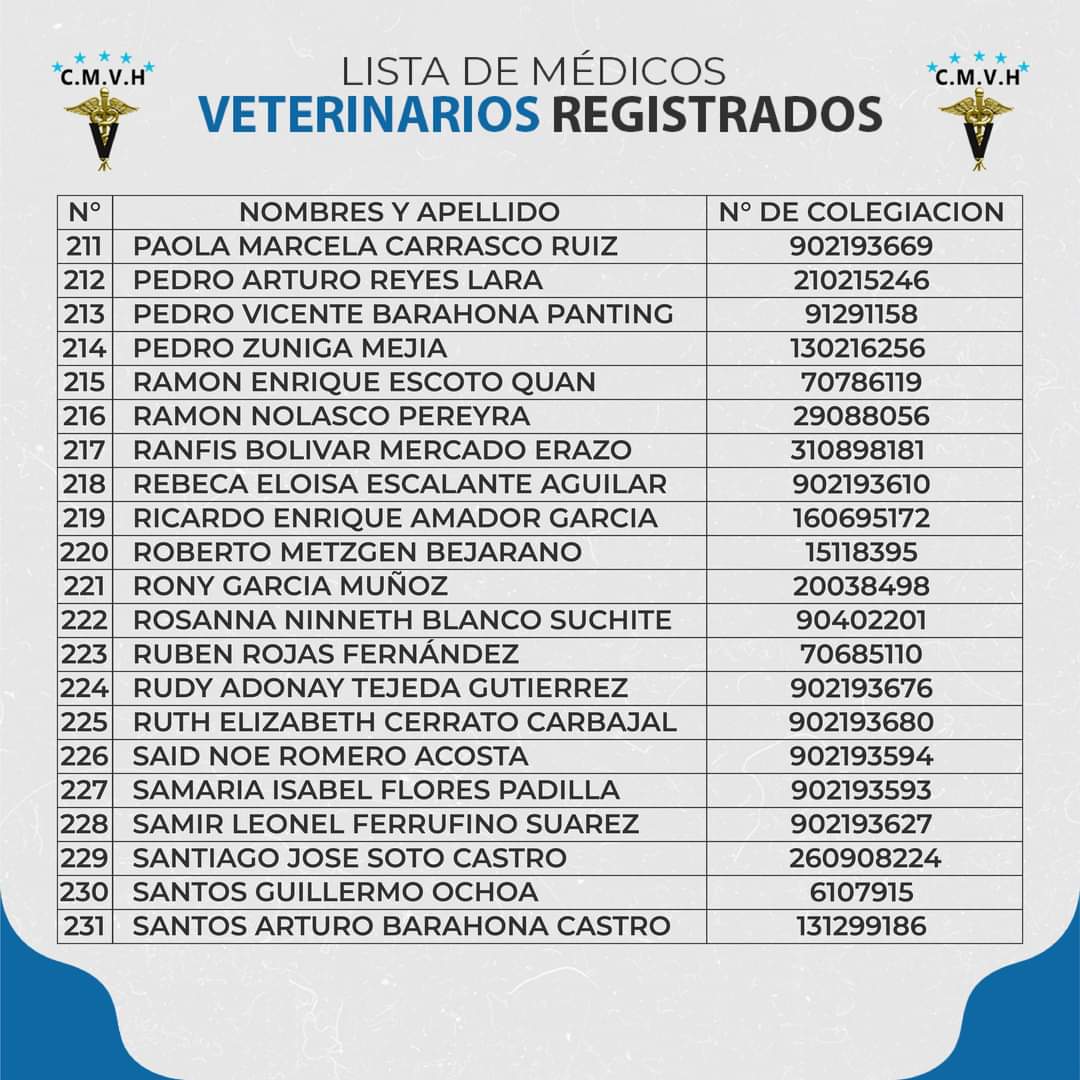 C.M.V.H
LISTA DE MÉDICOS
VETERINARIOS REGISTRADOS
C.M.V.H
N° NOMBRES Y APELLIDO N° DE COLEGIACION
211 PAOLA MARCELA CARRASCO RUIZ 902193669
212 PEDRO ARTURO REYES LARA 210215246
213 PEDRO VICENTE BARAHONA PANTING 91291158
214 PEDRO ZUNIGA MEJIA 130216256
215 RAMON ENRIQUE ESCOTO QUAN 70786119
216 RAMON NOLASCO PEREYRA 29088056
217 RANFIS BOLIVAR MERCADO ERAZO 310898181
218 REBECA ELOISA ESCALANTE AGUILAR 902193610
219 RICARDO ENRIQUE AMADOR GARCIA 160695172
220 ROBERTO METZGEN BEJARANO 15118395
221 RONY GARCIA MUÑOZ 20038498
222 ROSANNA NINNETH BLANCO SUCHITE 90402201
223 RUBEN ROJAS FERNÁNDEZ 70685110
224 RUDY ADONAY TEJEDA GUTIERREZ 902193676
225 RUTH ELIZABETH CERRATO CARBAJAL 902193680
226 SAID NOE ROMERO ACOSTA 902193594
227 SAMARIA ISABEL FLORES PADILLA 902193593
228 SAMIR LEONEL FERRUFINO SUAREZ 902193627
229 SANTIAGO JOSE SOTO CASTRO 260908224
230 SANTOS GUILLERMO OCHOA 6107915
231 SANTOS ARTURO BARAHONA CASTRO 131299186